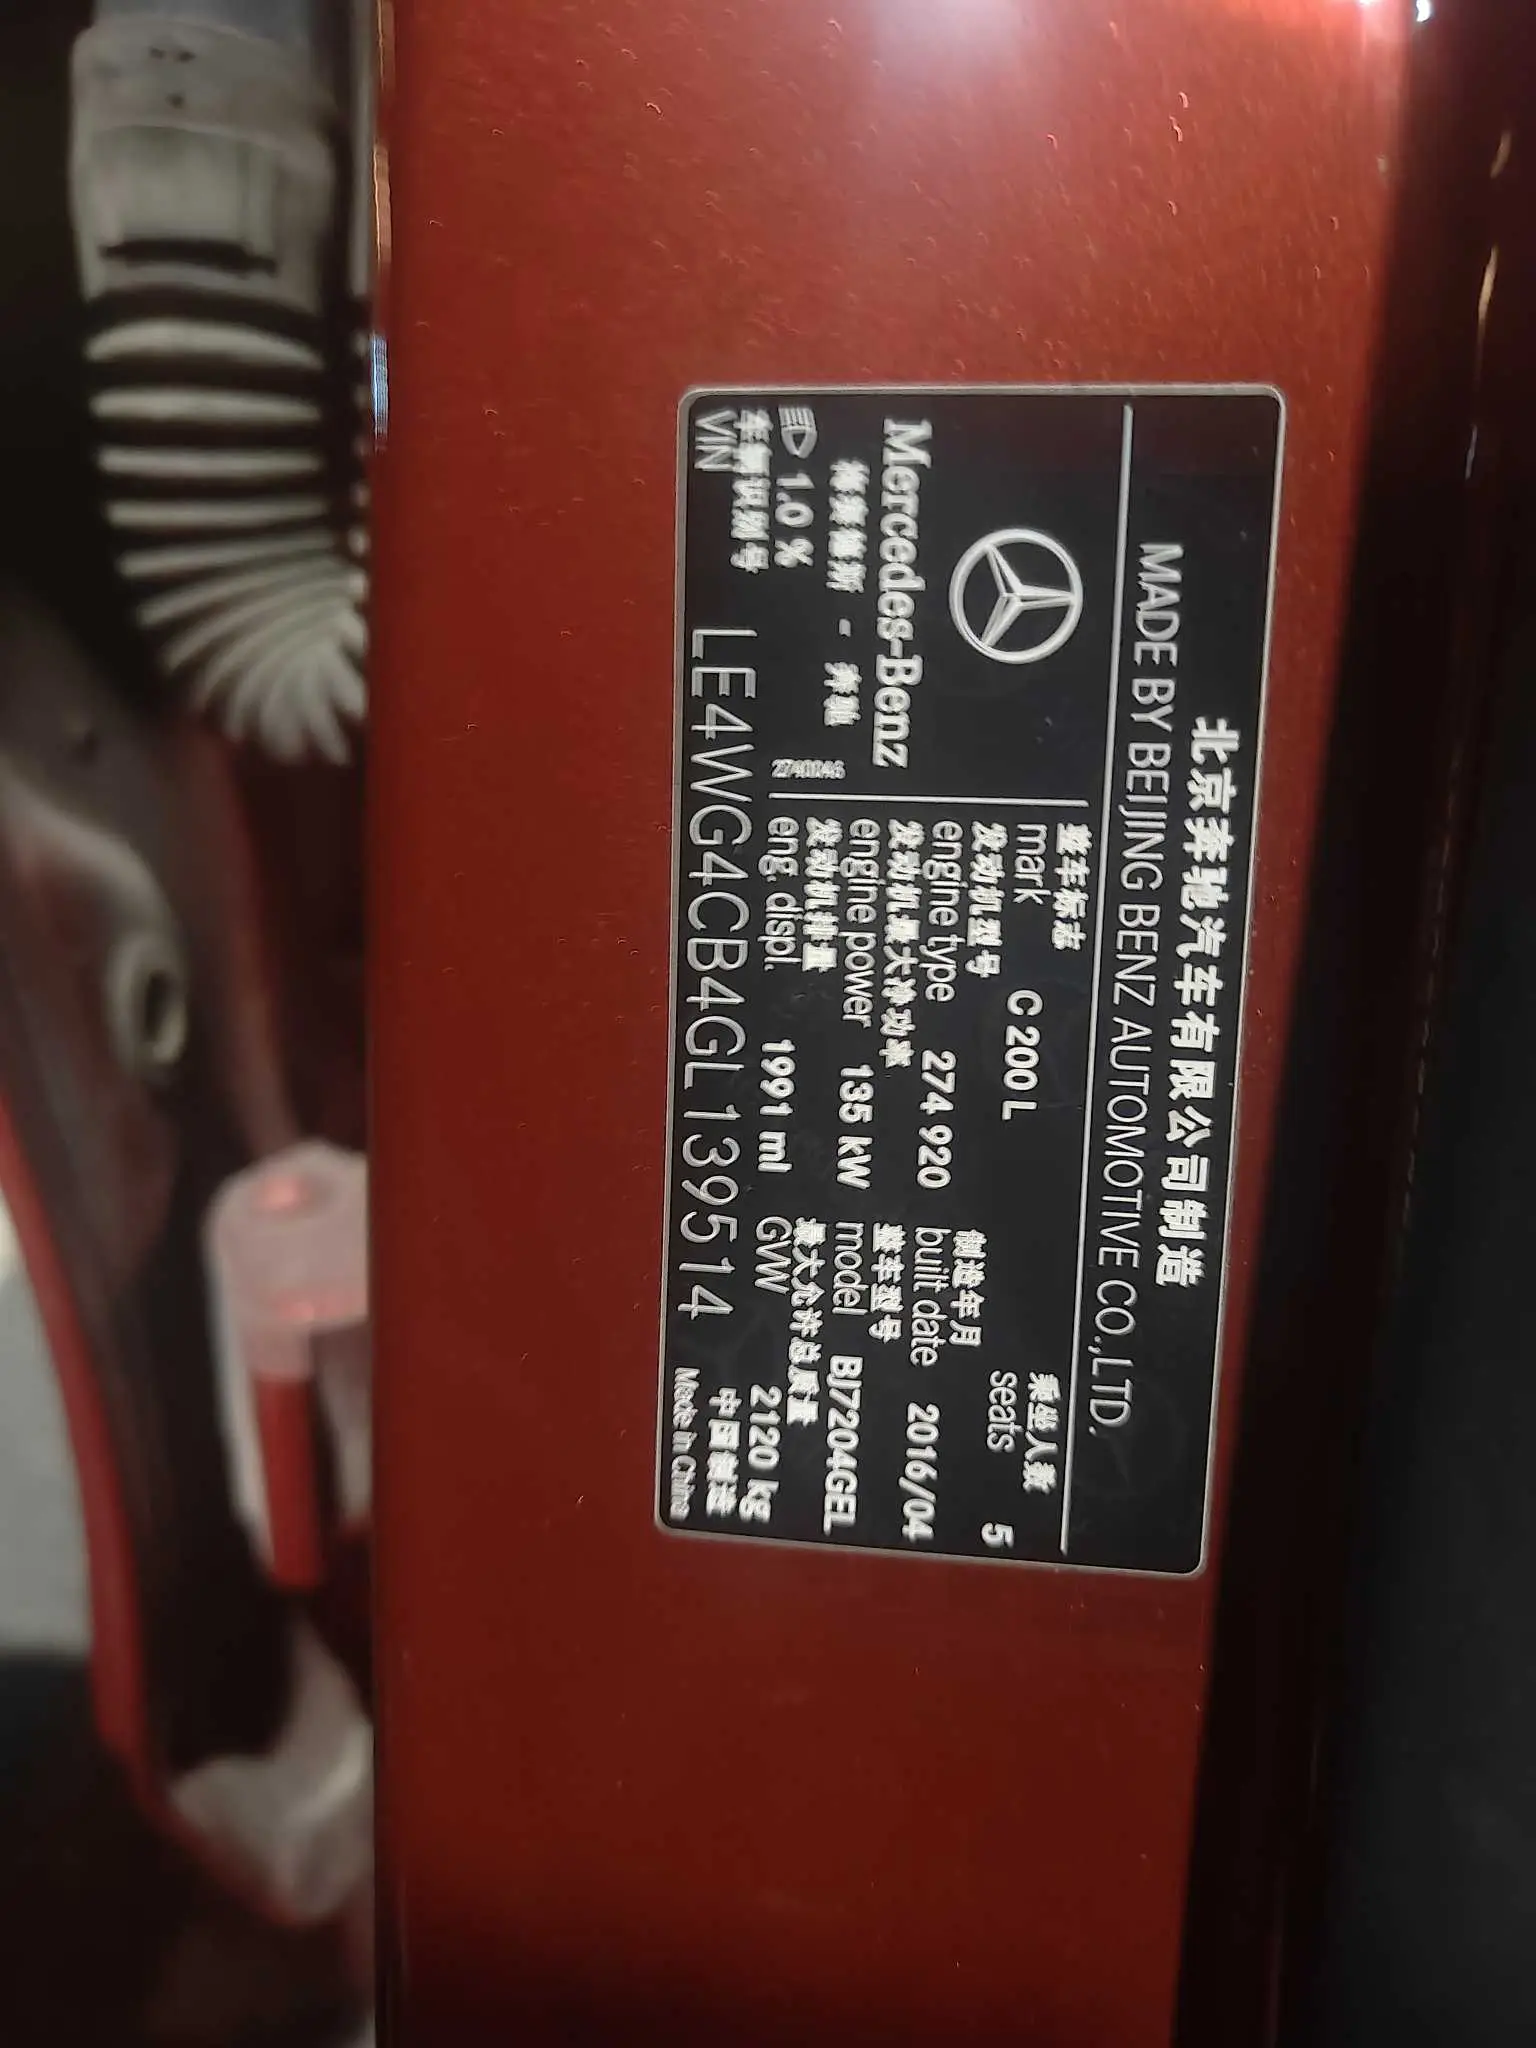 北京奔驰汽车有限公司制造
MADE BY BEIJING BENZ AUTOMOTIVE CO.,LTD.
Mercedes-Benz
梅赛德斯 - 奔驰
1.0 %
2740046
整车标志
mark C 200 L
乘坐人数
seats 5
发动机型号
engine type 274 920
制造年月
built date 2016/04
发动机最大净功率
engine power 135 kW
整车型号
model BJ7204GEL
发动机排量
eng. displ. 1991 ml
最大允许总质量
GVW 2120 kg
车辆识别号
VIN LE4WG4CB4GL139514
中国制造
Made in China